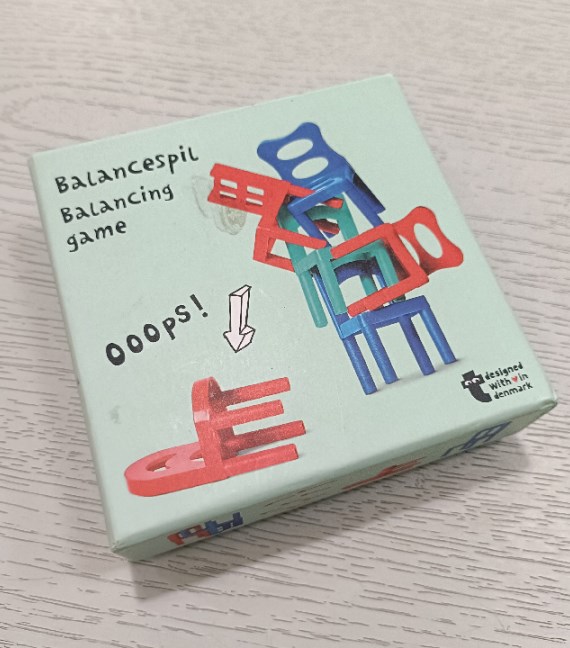 Balancespil
Balancing
game
OOOps!
designed
with♥in
denmark